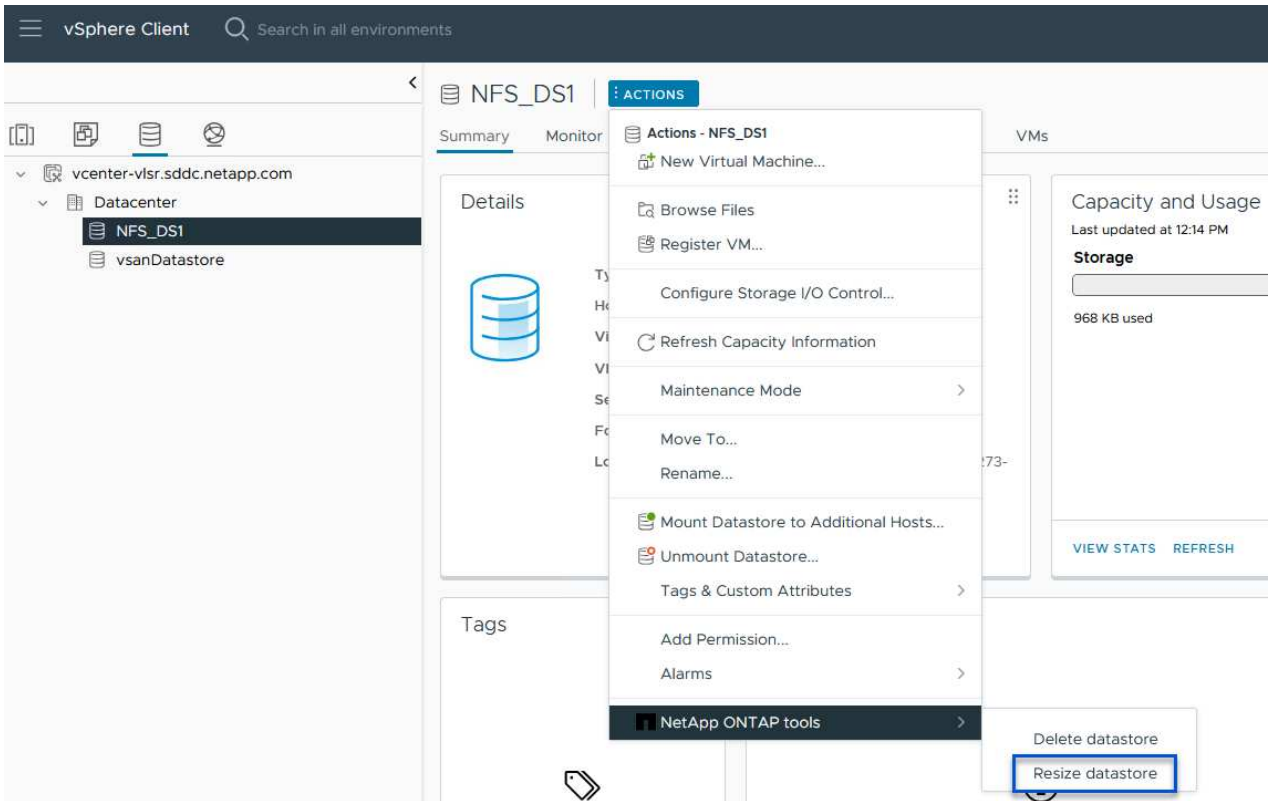 vSphere Client
Search in all environments
NFS_DS1
ACTIONS
Summary
Monitor
VMs
vcenter-vlsr.sddc.netapp.com
Datacenter
NFS_DS1
vsanDatastore
Details
Actions - NFS_DS1
New Virtual Machine...
Browse Files
Register VM...
Configure Storage I/O Control...
Refresh Capacity Information
Maintenance Mode
Move To...
Rename...
Mount Datastore to Additional Hosts...
Unmount Datastore...
Tags & Custom Attributes
Add Permission...
Alarms
NetApp ONTAP tools
Delete datastore
Resize datastore
Capacity and Usage
Last updated at 12:14 PM
Storage
968 KB used
VIEW STATS REFRESH
Tags